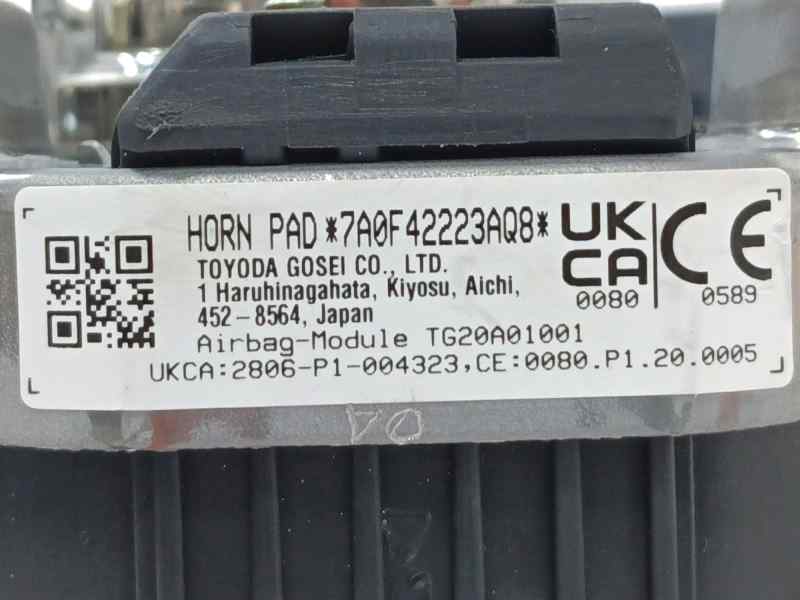 HORN PAD *7A0F42223AQ8*
TOYODA GOSEI CO., LTD.
1 Haruhinagahata, Kiyosu, Aichi,
452-8564, Japan
Airbag-Module TG20A01001
UKCA:2806-P1-004323,CE:0080.P1.20.0005
UK
CA
0080
CE
0589